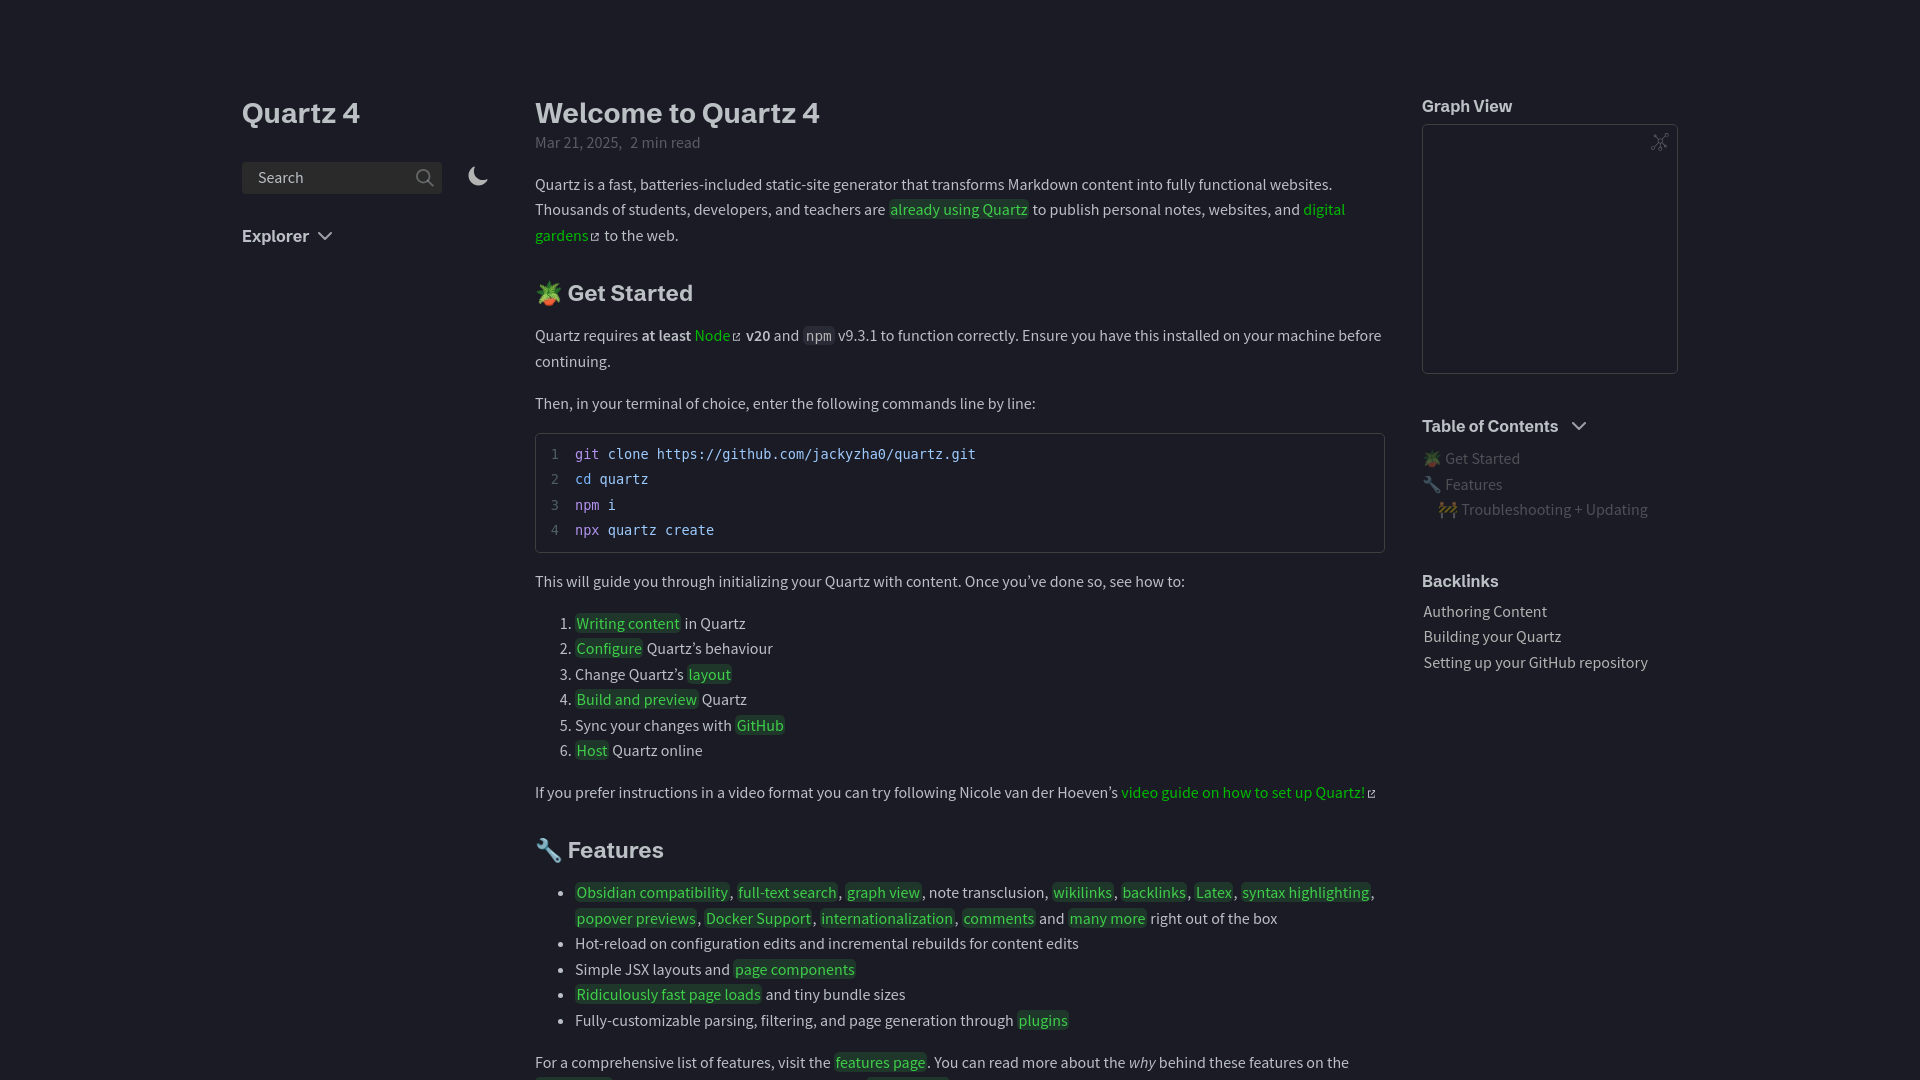 Quartz 4
Search
Explorer
Welcome to Quartz 4
Mar 21, 2025, 2 min read
Quartz is a fast, batteries-included static-site generator that transforms Markdown content into fully functional websites.
Thousands of students, developers, and teachers are already using Quartz to publish personal notes, websites, and digital
gardens to the web.
🪴 Get Started
Quartz requires at least Node v20 and npm v9.3.1 to function correctly. Ensure you have this installed on your machine before
continuing.
Then, in your terminal of choice, enter the following commands line by line:
1 git clone https://github.com/jackyzha0/quartz.git
2 cd quartz
3 npm i
4 npx quartz create
This will guide you through initializing your Quartz with content. Once you’ve done so, see how to:
1. Writing content in Quartz
2. Configure Quartz’s behaviour
3. Change Quartz’s layout
4. Build and preview Quartz
5. Sync your changes with GitHub
6. Host Quartz online
If you prefer instructions in a video format you can try following Nicole van der Hoeven’s video guide on how to set up Quartz!
🔧 Features
• Obsidian compatibility, full-text search, graph view, note transclusion, wikilinks, backlinks, Latex, syntax highlighting,
popover previews, Docker Support, internationalization, comments and many more right out of the box
• Hot-reload on configuration edits and incremental rebuilds for content edits
• Simple JSX layouts and page components
• Ridiculously fast page loads and tiny bundle sizes
• Fully-customizable parsing, filtering, and page generation through plugins
For a comprehensive list of features, visit the features page. You can read more about the why behind these features on the
Graph View
Table of Contents
🪴 Get Started
🔧 Features
🚧 Troubleshooting + Updating
Backlinks
Authoring Content
Building your Quartz
Setting up your GitHub repository